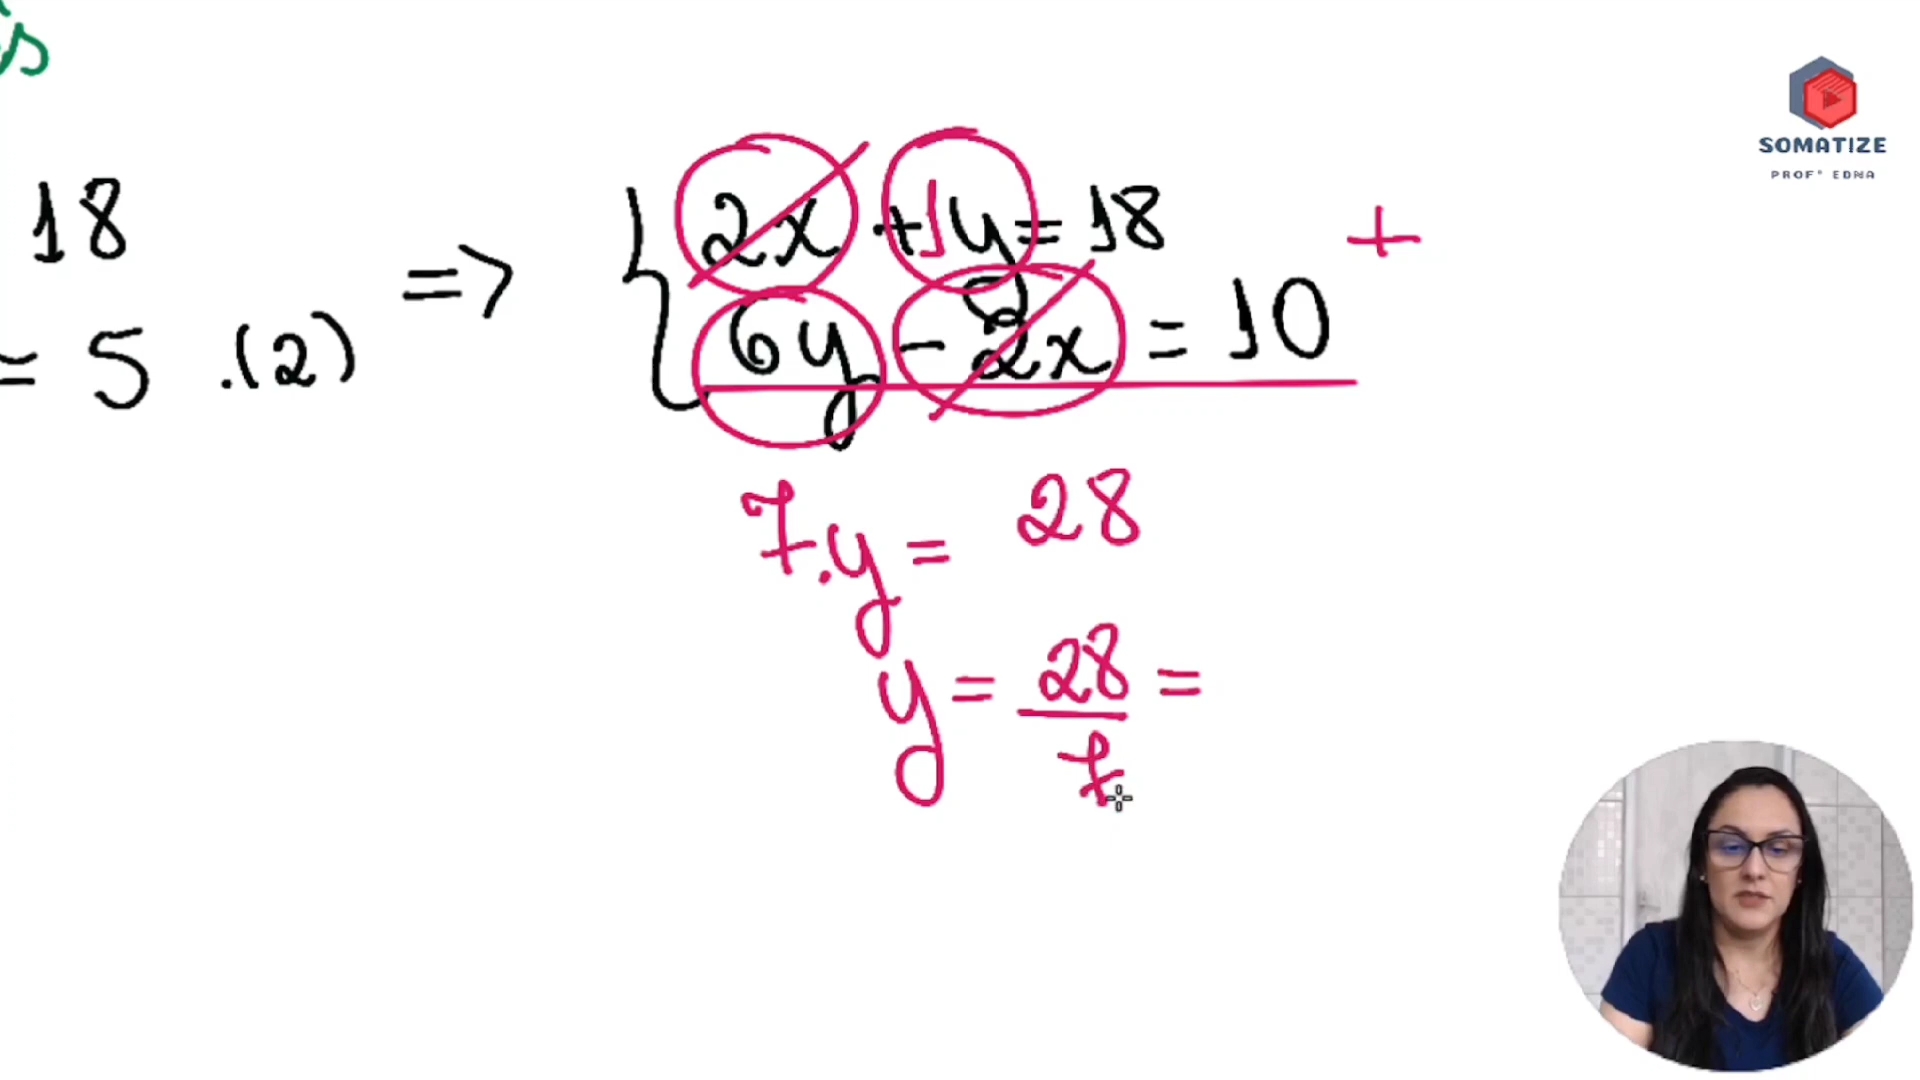 s
18
= 5 .(2)
=>
2x + 1y = 18
+
6y - 2x = 10
7.y = 28
y = 28 =
7
SOMATIZE
PROFª EDNA